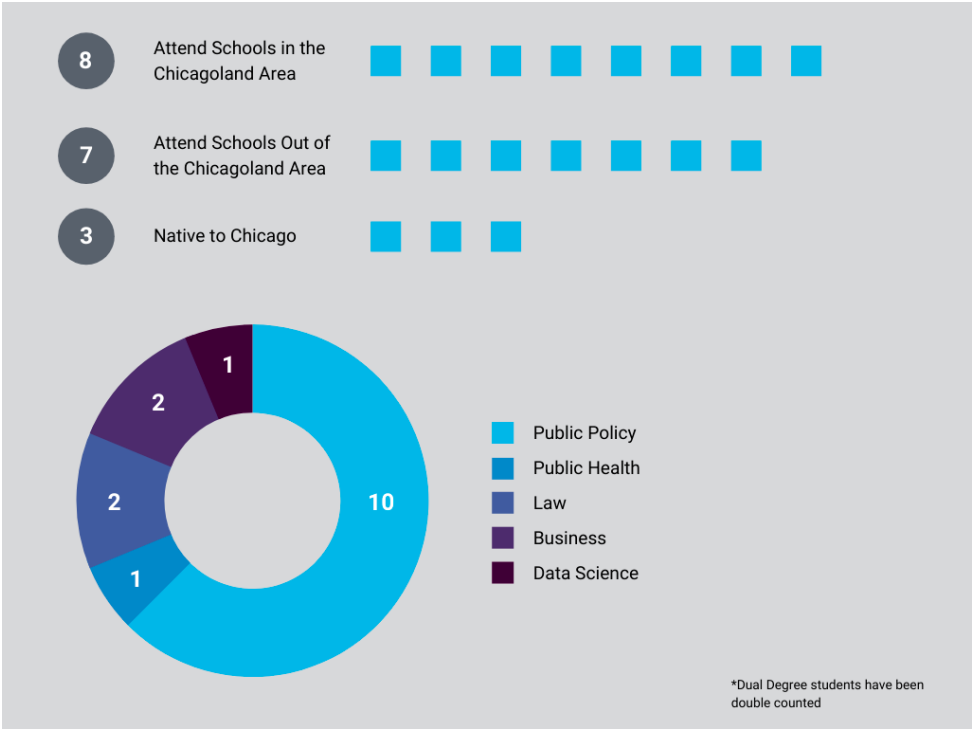 8
Attend Schools in the
Chicagoland Area
7
Attend Schools Out of
the Chicagoland Area
3
Native to Chicago
1
2
2
10
1
Public Policy
Public Health
Law
Business
Data Science
*Dual Degree students have been
double counted